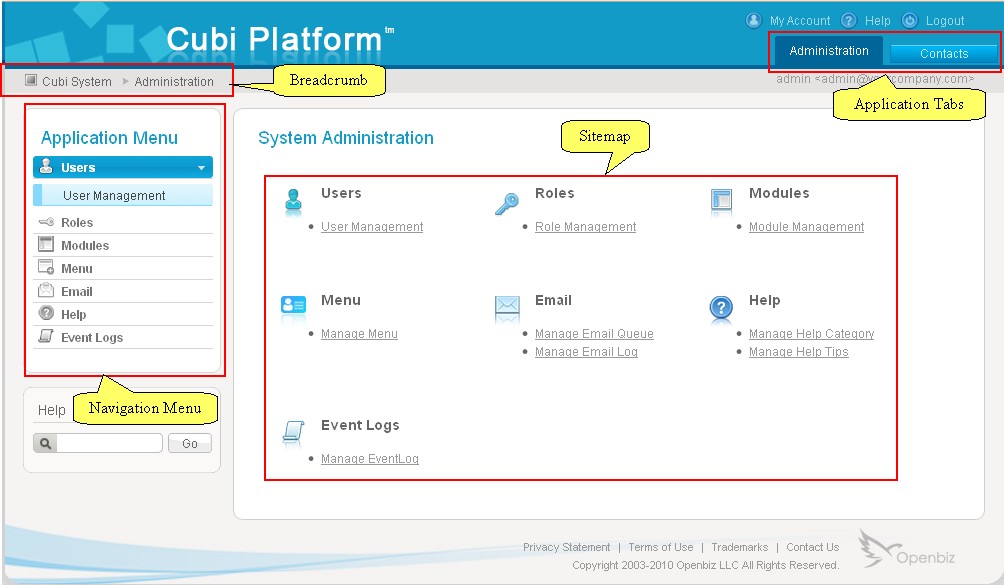 My Account Help Logout
Cubi Platform™
Administration Contacts
Cubi System Administration
Breadcrumb
admin <admin@yourcompany.com>
Application Tabs
Application Menu
Users
User Management
Roles
Modules
Menu
Email
Help
Event Logs
Navigation Menu
Help
Go
System Administration
Sitemap
Users
User Management
Roles
Role Management
Modules
Module Management
Menu
Manage Menu
Email
Manage Email Queue
Manage Email Log
Help
Manage Help Category
Manage Help Tips
Event Logs
Manage EventLog
Privacy Statement | Terms of Use | Trademarks | Contact Us
Copyright 2003-2010 Openbiz LLC All Rights Reserved.
Openbiz